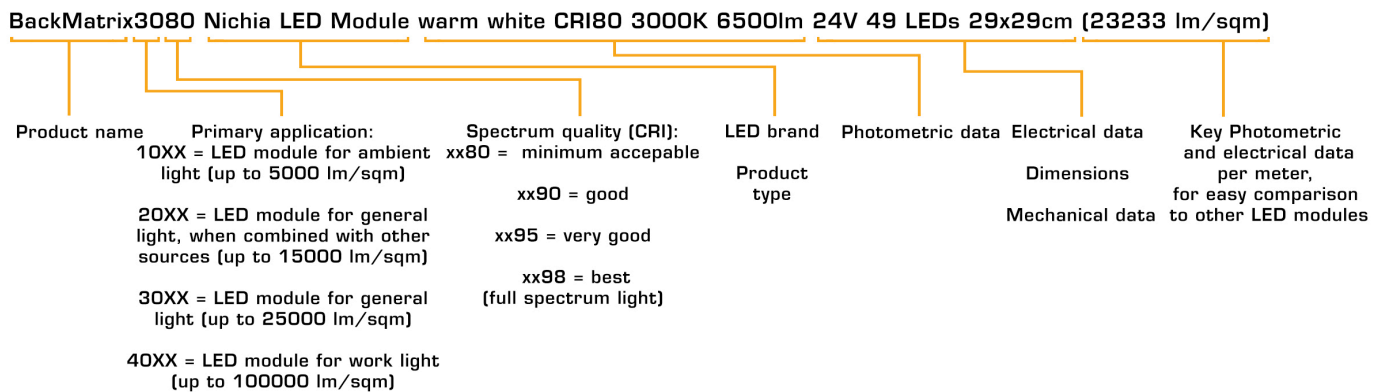 BackMatrix3080 Nichia LED Module warm white CRI80 3000K 6500lm 24V 49 LEDs 29x29cm (23233 lm/sqm)
Product name
Primary application:
10XX = LED module for ambient
light (up to 5000 lm/sqm)
20XX = LED module for general
light, when combined with other
sources (up to 15000 lm/sqm)
30XX = LED module for general
light (up to 25000 lm/sqm)
40XX = LED module for work light
(up to 100000 lm/sqm)
Spectrum quality (CRI):
xx80 = minimum accepable
xx90 = good
xx95 = very good
xx98 = best
(full spectrum light)
LED brand
Product
type
Photometric data
Electrical data
Dimensions
Mechanical data
Key Photometric
and electrical data
per meter,
for easy comparison
to other LED modules